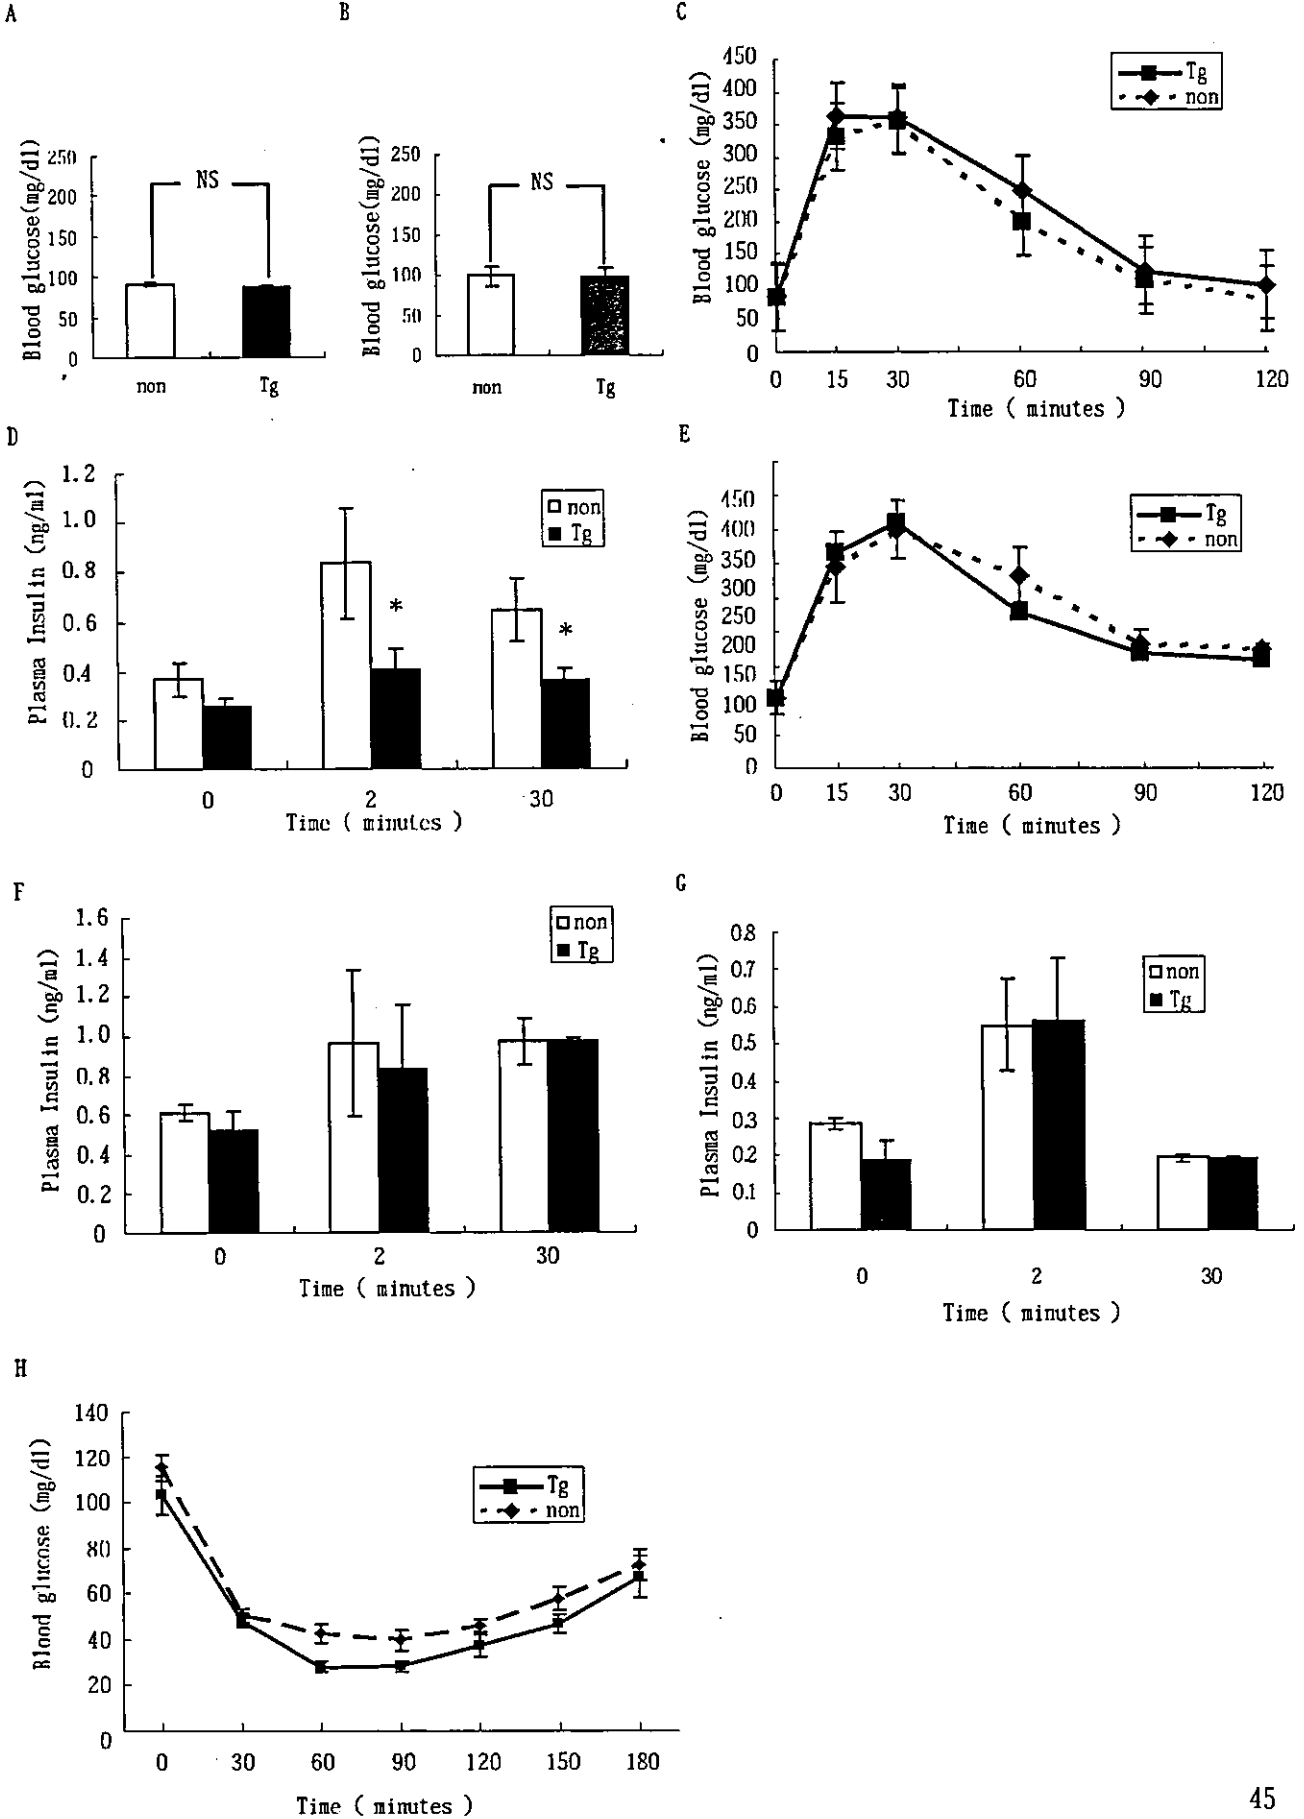 A
Blood glucose(mg/dl)
250
200
150
100
50
0
NS
non Tg
B
Blood glucose(mg/dl)
250
200
150
100
50
0
NS
non Tg
C
Blood glucose (mg/dl)
450
400
350
300
250
200
150
100
50
0
Tg
non
0 15 30 60 90 120
Time ( minutes )
D
Plasma Insulin (ng/ml)
1.2
1.0
0.8
0.6
0.4
0.2
0
non
Tg
*
*
0 2 30
Time ( minutes )
E
Blood glucose (mg/dl)
450
400
350
300
250
200
150
100
50
0
Tg
non
0 15 30 60 90 120
Time ( minutes )
F
Plasma Insulin (ng/ml)
1.6
1.4
1.2
1.0
0.8
0.6
0.4
0.2
0
non
Tg
0 2 30
Time ( minutes )
G
Plasma Insulin (ng/ml)
0.8
0.7
0.6
0.5
0.4
0.3
0.2
0.1
0
non
Tg
0 2 30
Time ( minutes )
H
Blood glucose (mg/dl)
140
120
100
80
60
40
20
0
Tg
non
0 30 60 90 120 150 180
Time ( minutes )
45